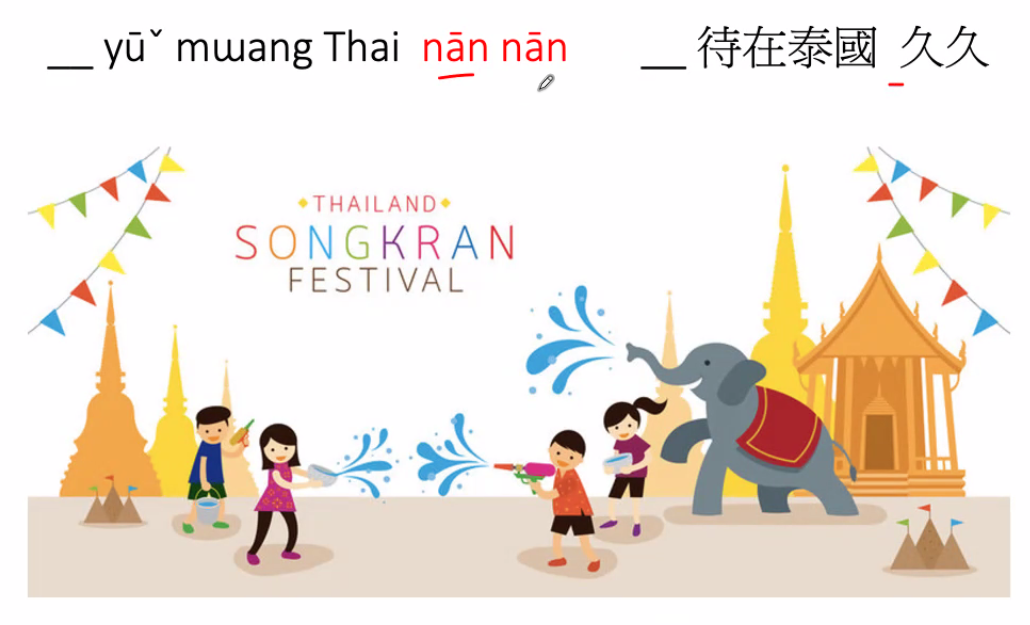 __ yūˇ mɯang Thai nān nān __ 待在泰國 久久
THAILAND
SONGKRAN
FESTIVAL